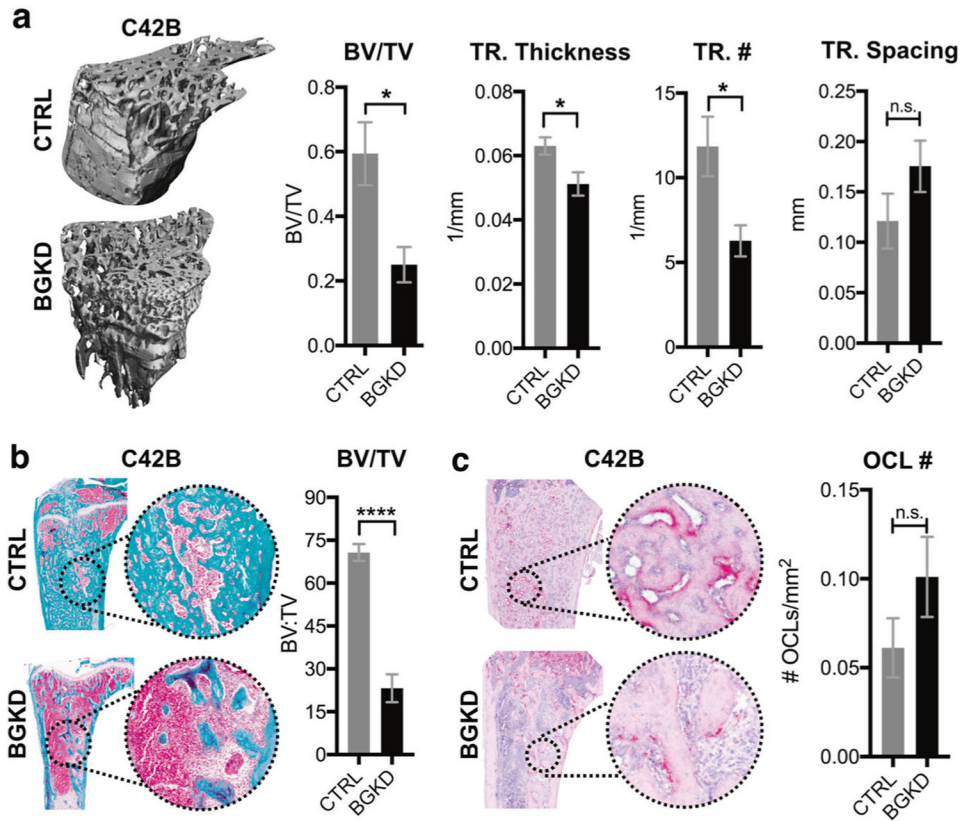 a
C42B
CTRL
BGKD
BV/TV
BV/TV
0.8
0.6
0.4
0.2
0.0
*
CTRL
BGKD
TR. Thickness
1/mm
0.08
0.06
0.04
0.02
0.00
*
CTRL
BGKD
TR. #
1/mm
15
12
6
5
0
*
CTRL
BGKD
TR. Spacing
mm
0.25
0.20
0.15
0.10
0.05
0.00
n.s.
CTRL
BGKD
b
C42B
CTRL
BGKD
BV/TV
BV:TV
90
75
60
45
30
15
0
****
CTRL
BGKD
c
C42B
CTRL
BGKD
OCL #
# OCLs/mm²
0.15
0.10
0.05
0.00
n.s.
CTRL
BGKD